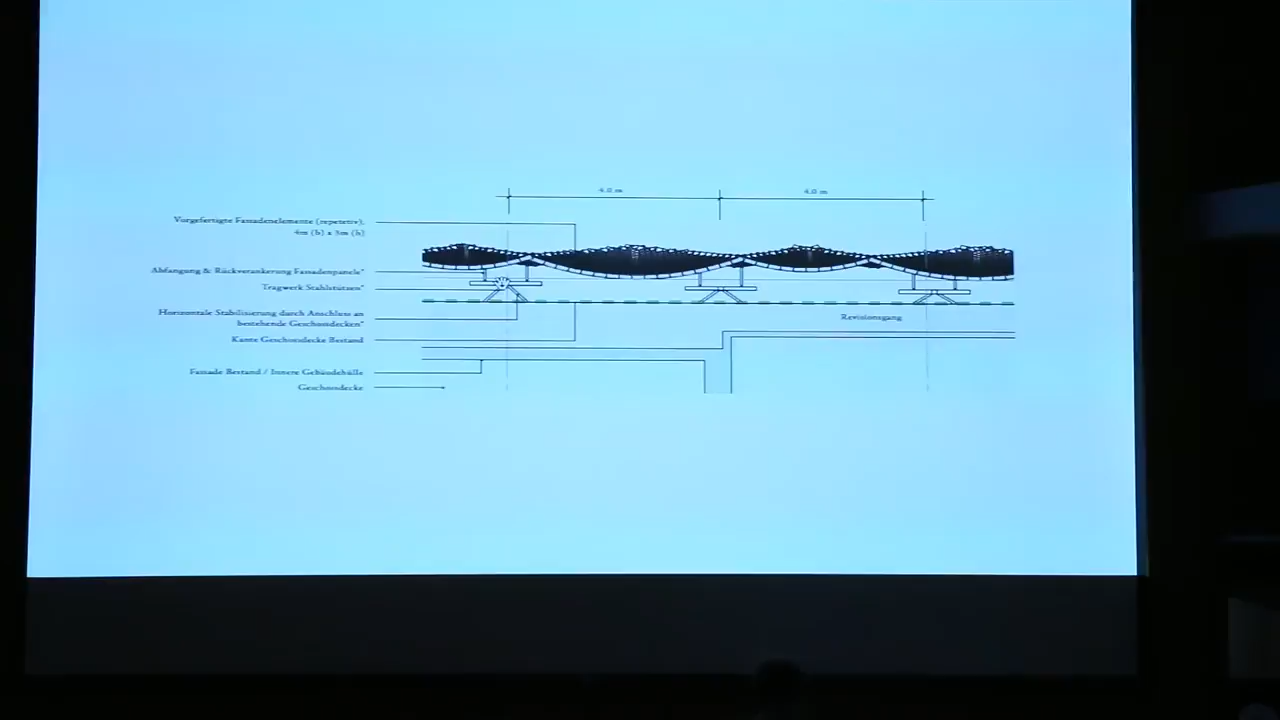 4.0 m 4.0 m
Vorgefertigte Fassadenelemente (repetetiv),
4m (b) x 3m (h)
Abfangung & Rückverankerung Fassadenpanele*
Tragwerk Stahlstützen*
Horizontale Stabilisierung durch Anschluss an
bestehende Geschossdecken*
Revisionsgang
Kante Geschossdecke Bestand
Fassade Bestand / Innere Gebäudehülle
Geschossdecke